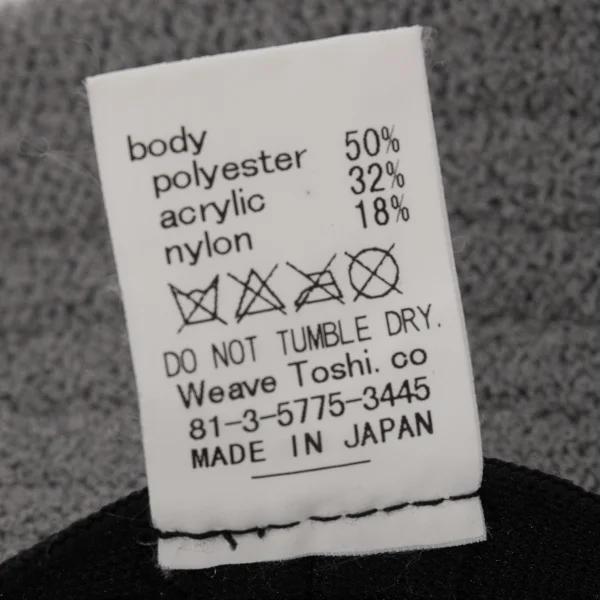 body
polyester 50%
acrylic 32%
nylon 18%
DO NOT TUMBLE DRY.
Weave Toshi. co
81-3-5775-3445
MADE IN JAPAN